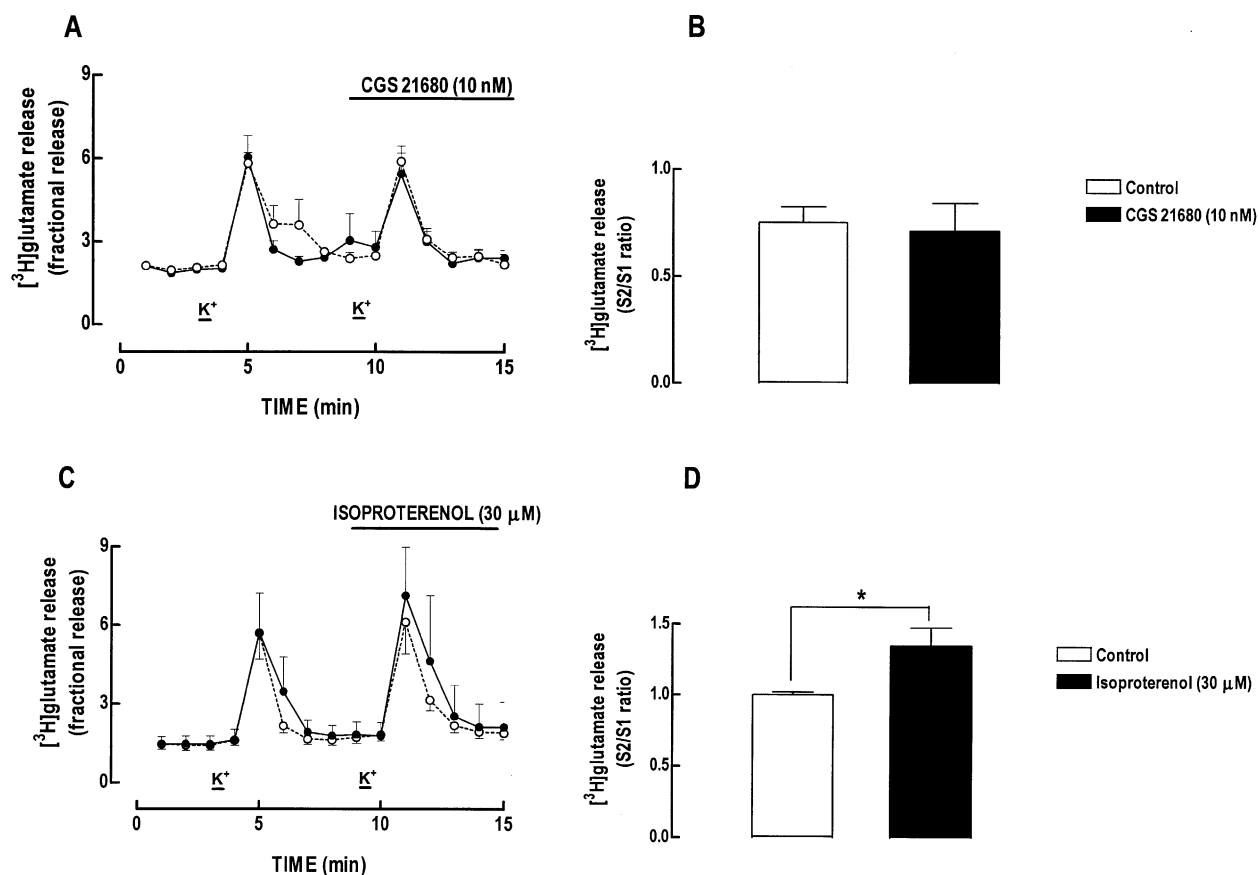 A
CGS 21680 (10 nM)
[³H]glutamate release
(fractional release)
9
6
3
0
K⁺
K⁺
0 5 10 15
TIME (min)
B
[³H]glutamate release
(S2/S1 ratio)
1.0
0.5
0.0
Control
CGS 21680 (10 nM)
C
ISOPROTERENOL (30 µM)
[³H]glutamate release
(fractional release)
9
6
3
0
K⁺
K⁺
0 5 10 15
TIME (min)
D
*
[³H]glutamate release
(S2/S1 ratio)
1.5
1.0
0.5
0.0
Control
Isoproterenol (30 µM)